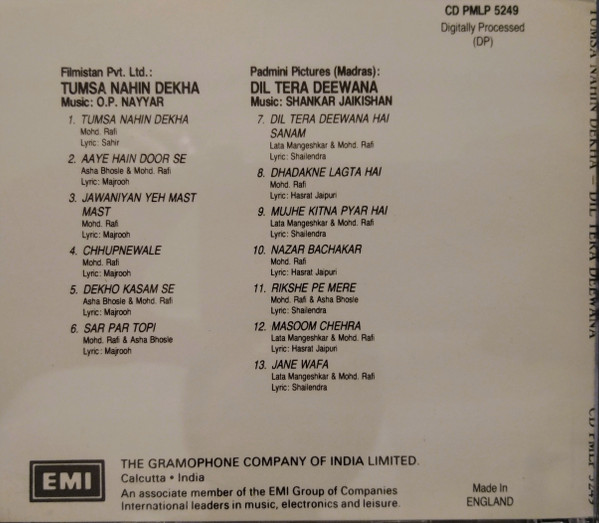 CD PMLP 5249
Digitally Processed
(DP)
Filmistan Pvt. Ltd.:
TUMSA NAHIN DEKHA
Music: O.P. NAYYAR
1. TUMSA NAHIN DEKHA
Mohd. Rafi
Lyric: Sahir
2. AAYE HAIN DOOR SE
Asha Bhosle & Mohd. Rafi
Lyric: Majrooh
3. JAWANIYAN YEH MAST
MAST
Mohd. Rafi
Lyric: Majrooh
4. CHHUPNEWALE
Mohd. Rafi
Lyric: Majrooh
5. DEKHO KASAM SE
Asha Bhosle & Mohd. Rafi
Lyric: Majrooh
6. SAR PAR TOPI
Mohd. Rafi & Asha Bhosle
Lyric: Majrooh
Padmini Pictures (Madras):
DIL TERA DEEWANA
Music: SHANKAR JAIKISHAN
7. DIL TERA DEEWANA HAI
SANAM
Lata Mangeshkar & Mohd. Rafi
Lyric: Shailendra
8. DHADAKNE LAGTA HAI
Mohd. Rafi
Lyric: Hasrat Jaipuri
9. MUJHE KITNA PYAR HAI
Lata Mangeshkar & Mohd. Rafi
Lyric: Shailendra
10. NAZAR BACHAKAR
Mohd. Rafi
Lyric: Hasrat Jaipuri
11. RIKSHE PE MERE
Mohd. Rafi & Asha Bhosle
Lyric: Shailendra
12. MASOOM CHEHRA
Lata Mangeshkar & Mohd. Rafi
Lyric: Hasrat Jaipuri
13. JANE WAFA
Lata Mangeshkar & Mohd. Rafi
Lyric: Shailendra
EMI
THE GRAMOPHONE COMPANY OF INDIA LIMITED.
Calcutta • India
An associate member of the EMI Group of Companies
International leaders in music, electronics and leisure.
Made In
ENGLAND
TUMSA NAHIN DEKHA – DIL TERA DEEWANA
CD PMLP 5249